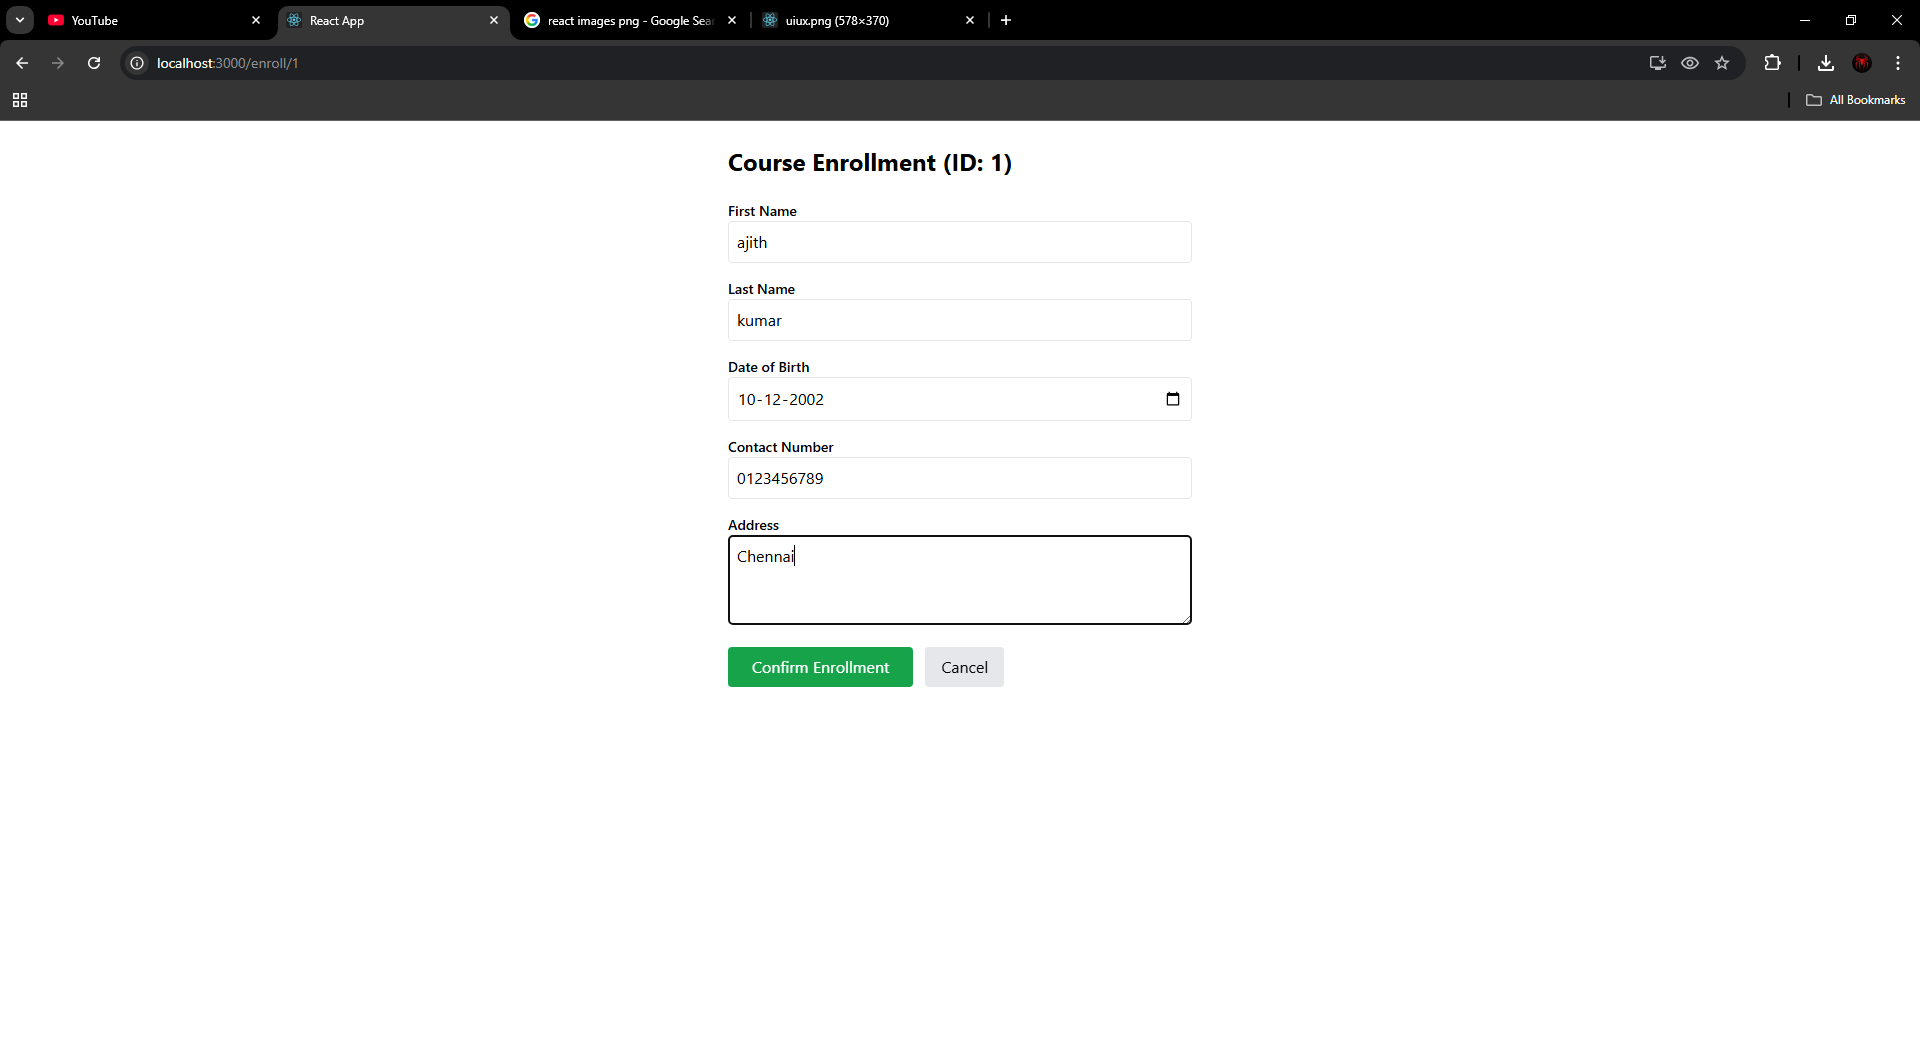 YouTube
React App
react images png - Google Sea
uiux.png (578×370)
localhost:3000/enroll/1
All Bookmarks
Course Enrollment (ID: 1)
First Name
ajith
Last Name
kumar
Date of Birth
10-12-2002
Contact Number
0123456789
Address
Chennai
Confirm Enrollment
Cancel